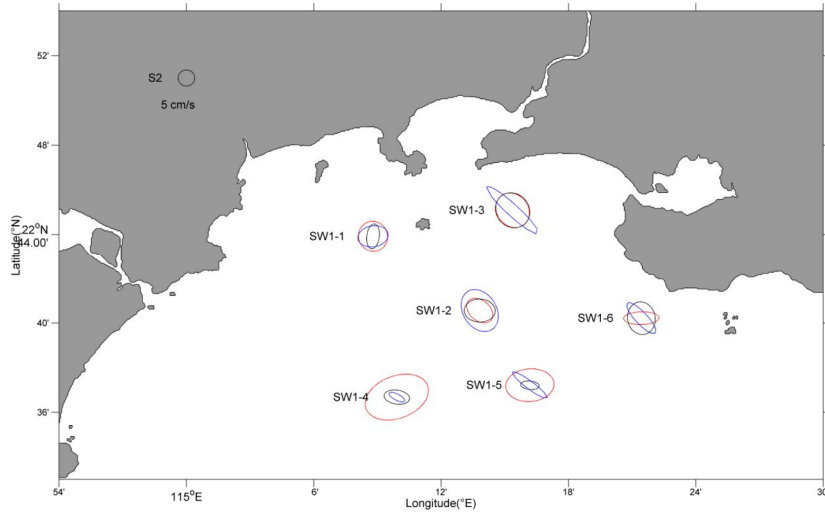 52'
S2
5 cm/s
48'
SW1-3
SW1-1
22°N
44.00'
Latitude(°N)
SW1-2
SW1-6
40'
SW1-5
SW1-4
36'
54'
115°E
6'
12'
18'
24'
30
Longitude(°E)